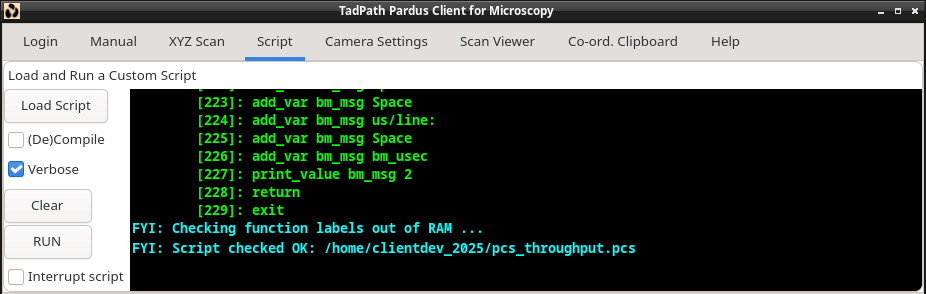 TadPath Pardus Client for Microscopy
Login Manual XYZ Scan Script Camera Settings Scan Viewer Co-ord. Clipboard Help
Load and Run a Custom Script
Load Script
(De)Compile
Verbose
Clear
RUN
Interrupt script
[223]: add_var bm_msg Space
[224]: add_var bm_msg us/line:
[225]: add_var bm_msg Space
[226]: add_var bm_msg bm_usec
[227]: print_value bm_msg 2
[228]: return
[229]: exit
FYI: Checking function labels out of RAM ...
FYI: Script checked OK: /home/clientdev_2025/pcs_throughput.pcs